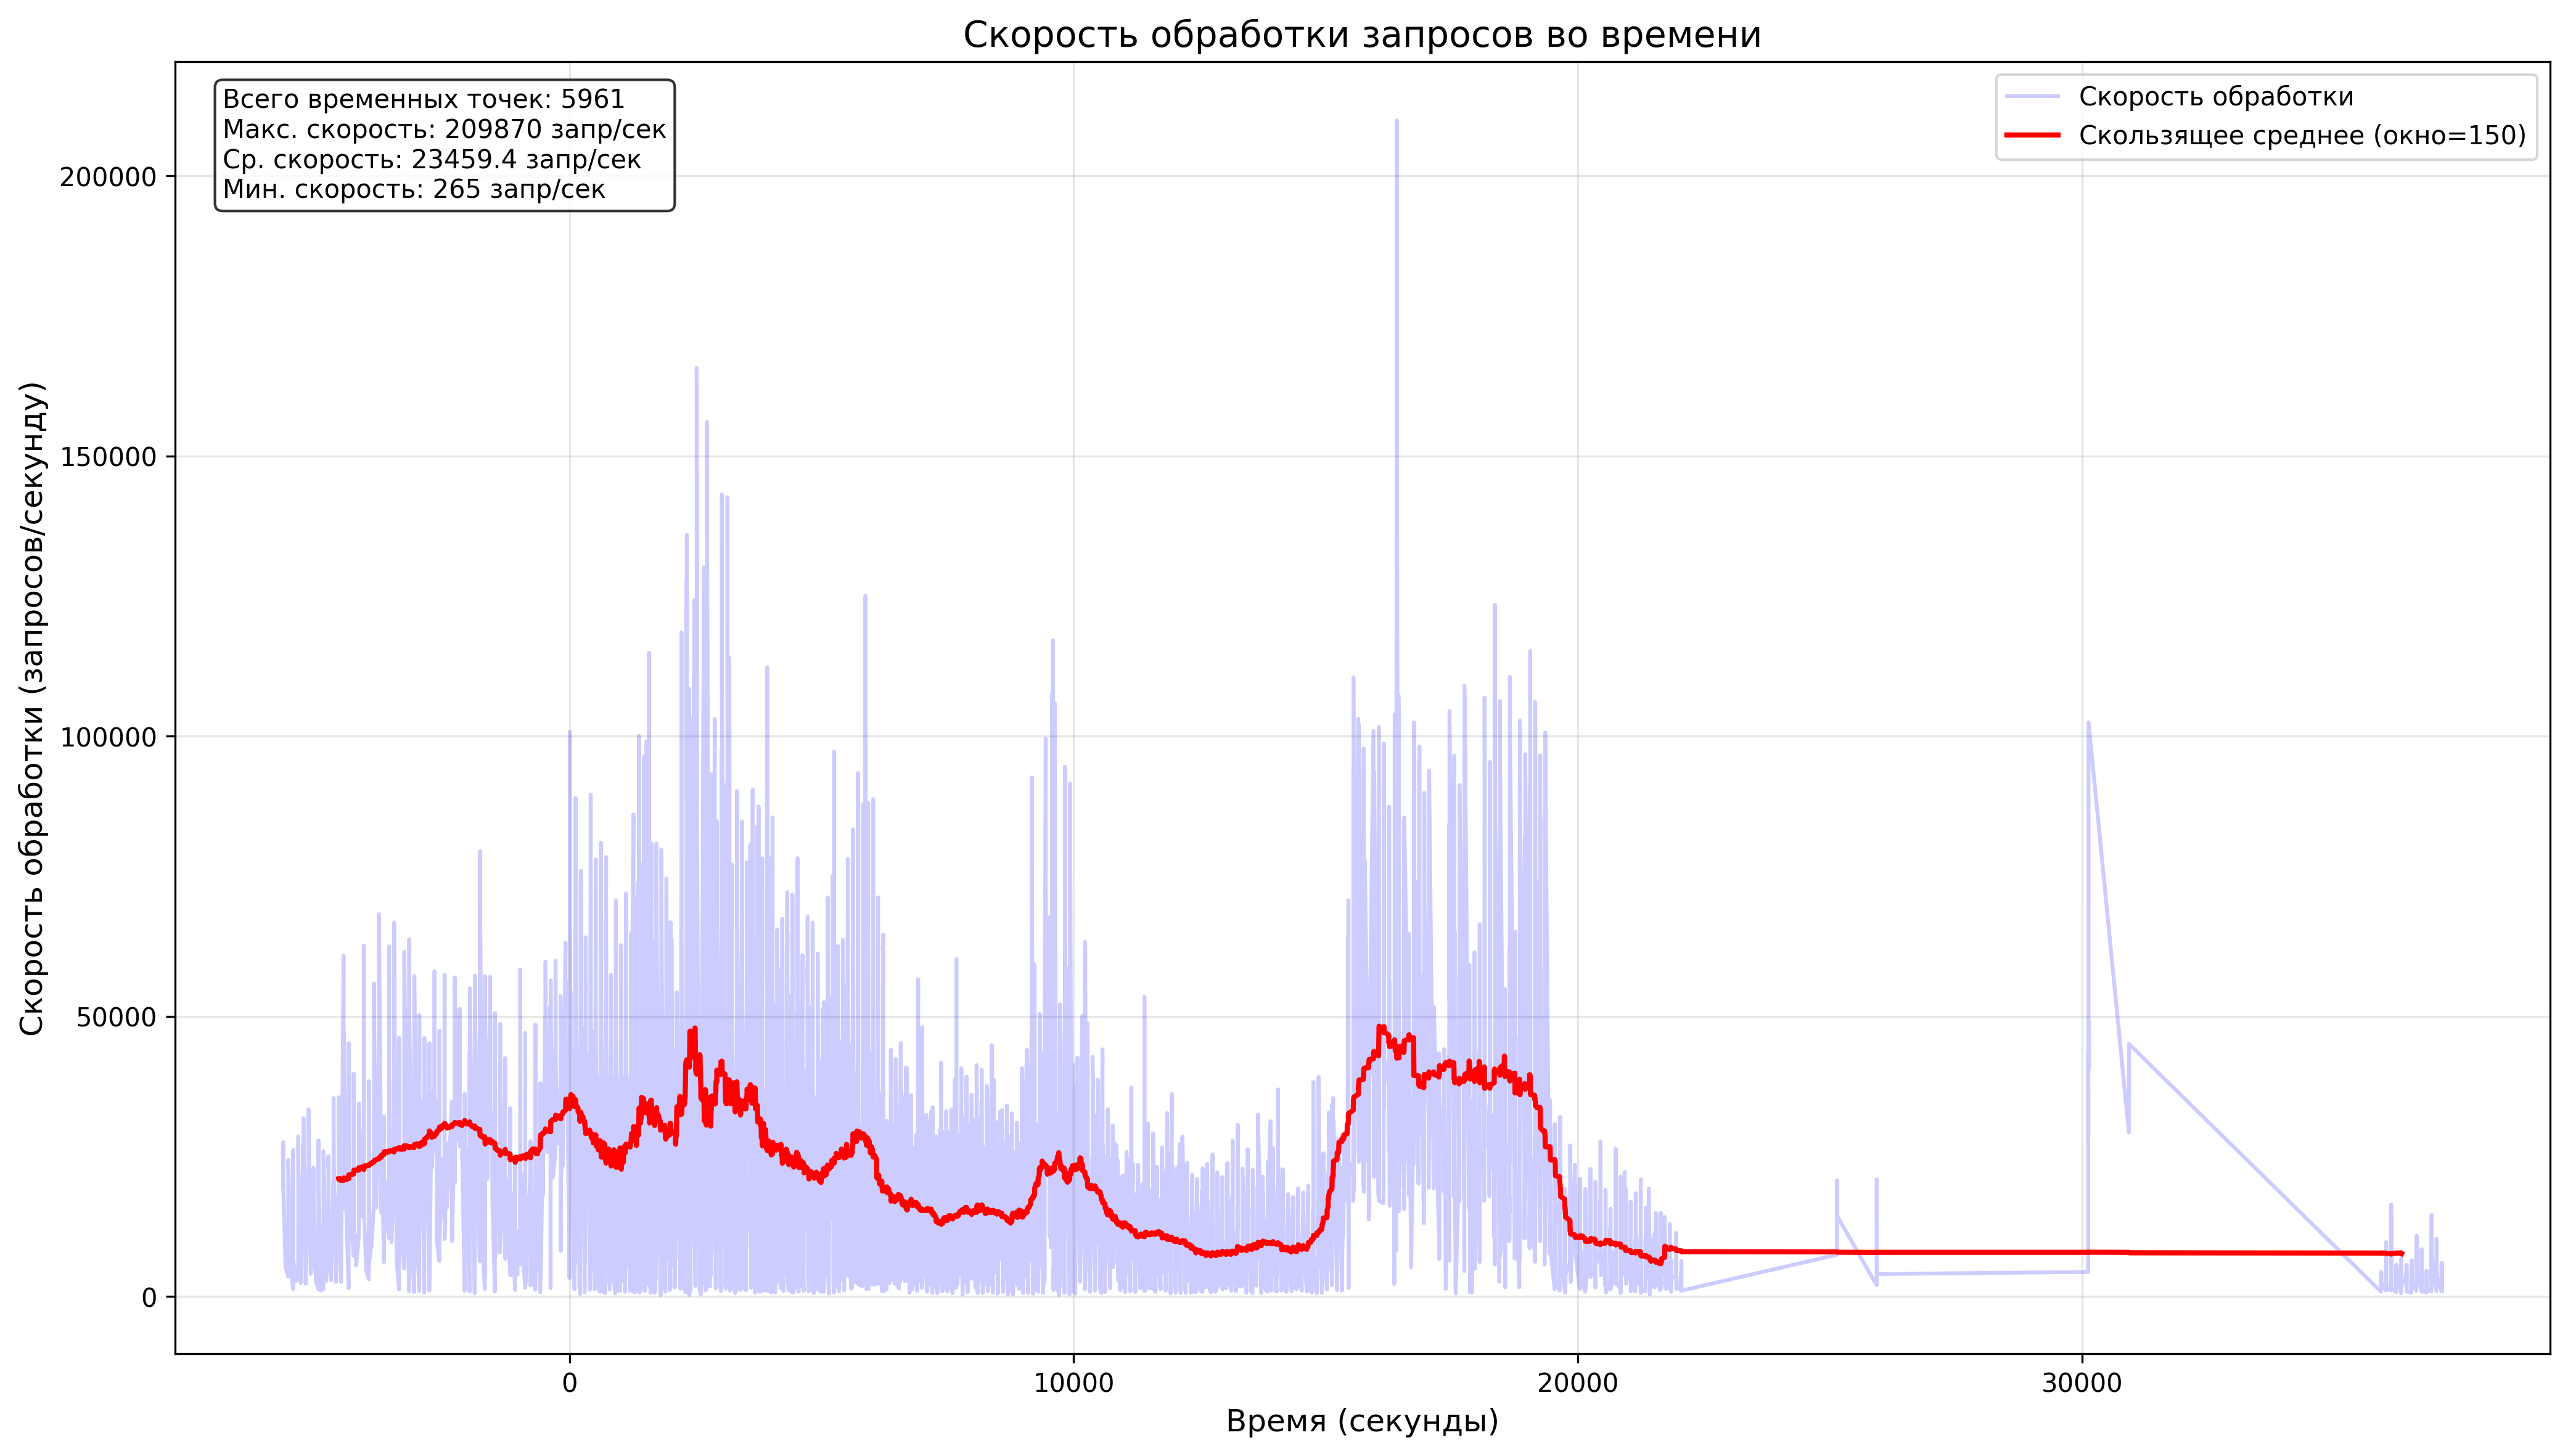 Скорость обработки запросов во времени
Всего временных точек: 5961
Макс. скорость: 209870 запр/сек
Ср. скорость: 23459.4 запр/сек
Мин. скорость: 265 запр/сек
Скорость обработки
Скользящее среднее (окно=150)
Скорость обработки (запросов/секунду)
200000
150000
100000
50000
0
0
10000
20000
30000
Время (секунды)